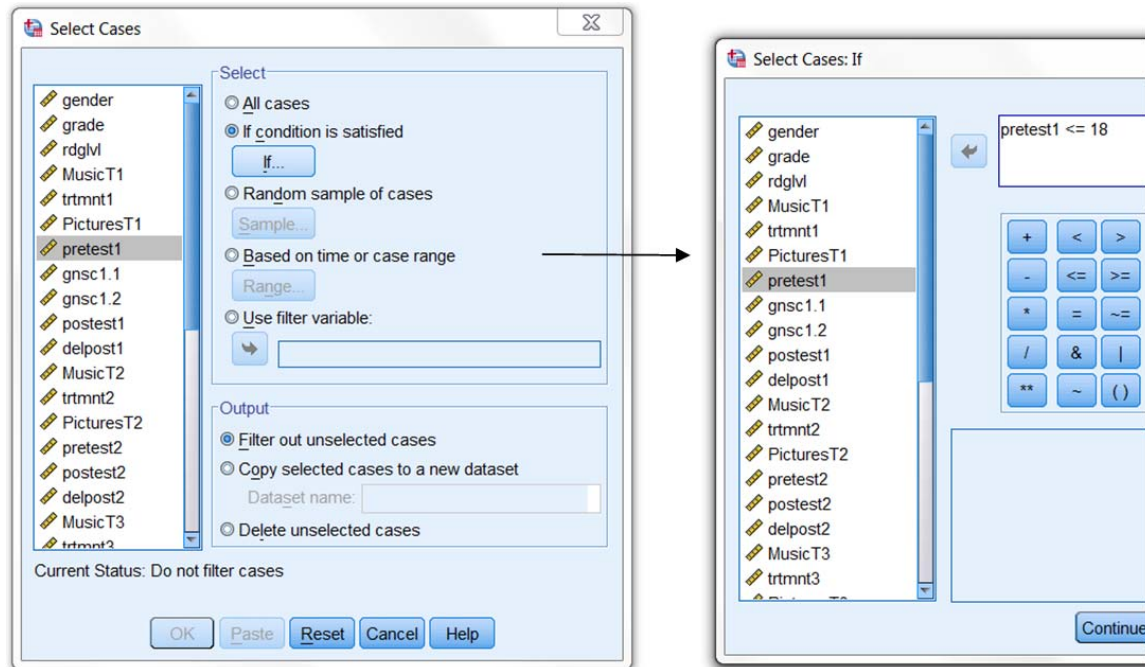 Select Cases
gender
grade
rdglvl
MusicT1
trtmnt1
PicturesT1
pretest1
gnsc1.1
gnsc1.2
postest1
delpost1
MusicT2
trtmnt2
PicturesT2
pretest2
postest2
delpost2
MusicT3
trtmnt3
Select
All cases
If condition is satisfied
If...
Random sample of cases
Sample...
Based on time or case range
Range...
Use filter variable:
Output
Filter out unselected cases
Copy selected cases to a new dataset
Dataset name:
Delete unselected cases
Current Status: Do not filter cases
OK Paste Reset Cancel Help
Select Cases: If
gender
grade
rdglvl
MusicT1
trtmnt1
PicturesT1
pretest1
gnsc1.1
gnsc1.2
postest1
delpost1
MusicT2
trtmnt2
PicturesT2
pretest2
postest2
delpost2
MusicT3
trtmnt3
pretest1 <= 18
+ < >
- <= >=
* = ~=
/ & |
** ~ ()
Continue